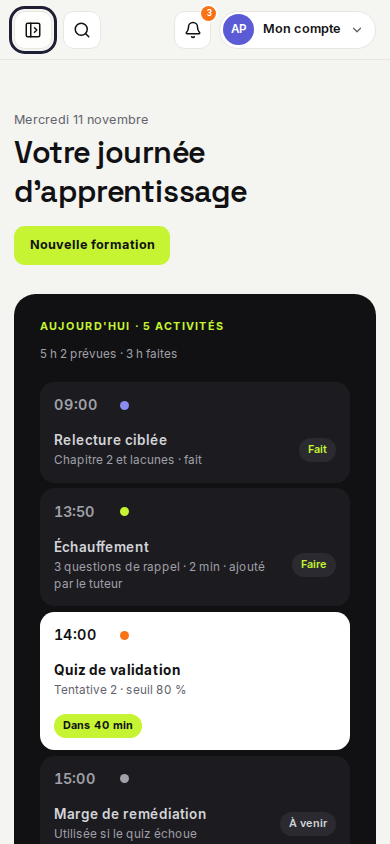 3
AP
Mon compte
Mercredi 11 novembre
Votre journée
d'apprentissage
Nouvelle formation
AUJOURD'HUI · 5 ACTIVITÉS
5 h 2 prévues · 3 h faites
09:00
Relecture ciblée
Chapitre 2 et lacunes · fait
Fait
13:50
Échauffement
3 questions de rappel · 2 min · ajouté
par le tuteur
Faire
14:00
Quiz de validation
Tentative 2 · seuil 80 %
Dans 40 min
15:00
Marge de remédiation
Utilisée si le quiz échoue
À venir